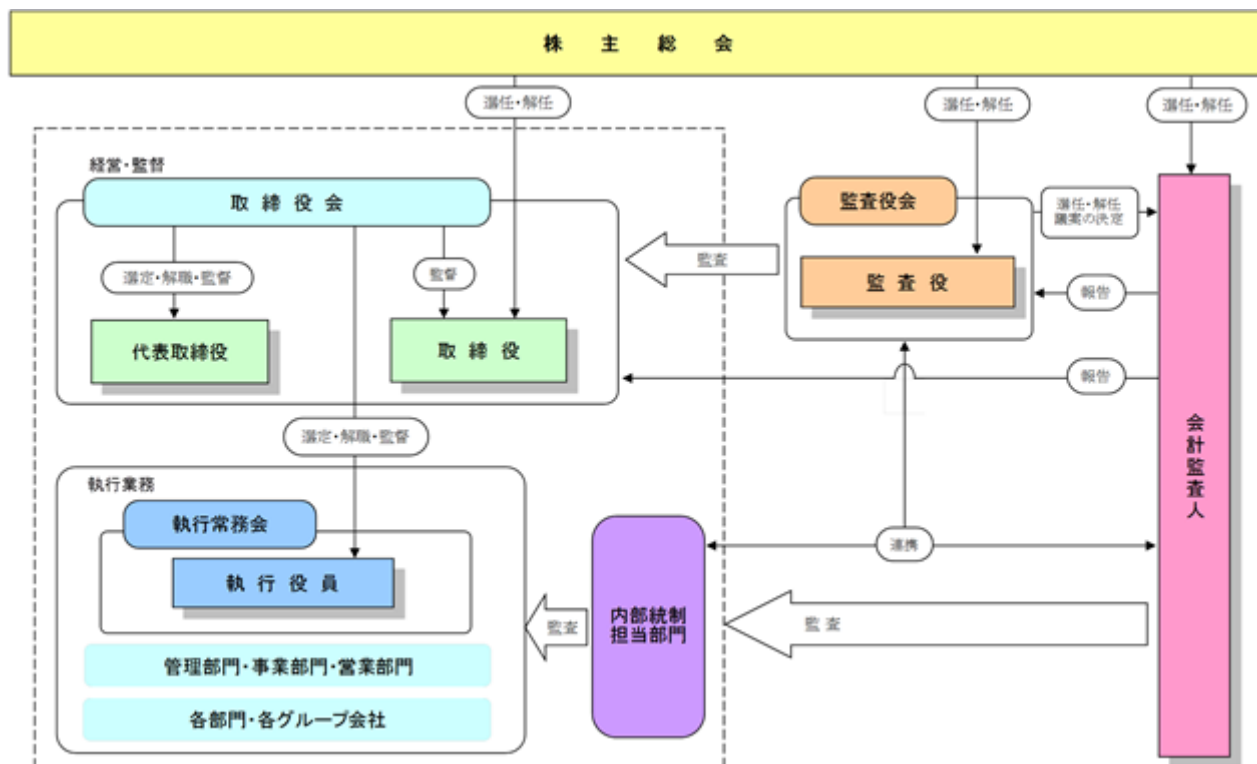 株主総会
選任・解任
選任・解任
選任・解任
経営・監督
取締役会
監査役会
選任・解任
議案の決定
監査
選定・解職・監督
監督
監査役
報告
代表取締役
取締役
報告
選定・解職・監督
会計監査人
執行業務
執行常務会
連携
執行役員
内部統制
担当部門
監査
監査
管理部門・事業部門・営業部門
各部門・各グループ会社